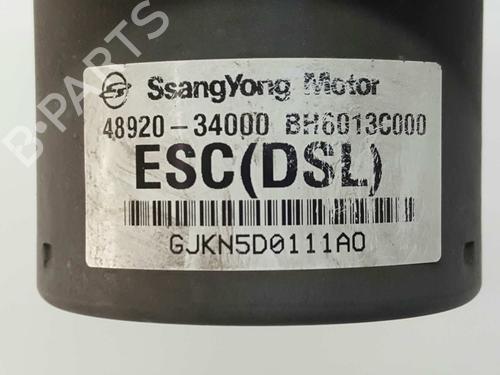 B-PARTS
SsangYong Motor
48920-34000 BH6013C000
ESC(DSL)
GJKN5D0111A0